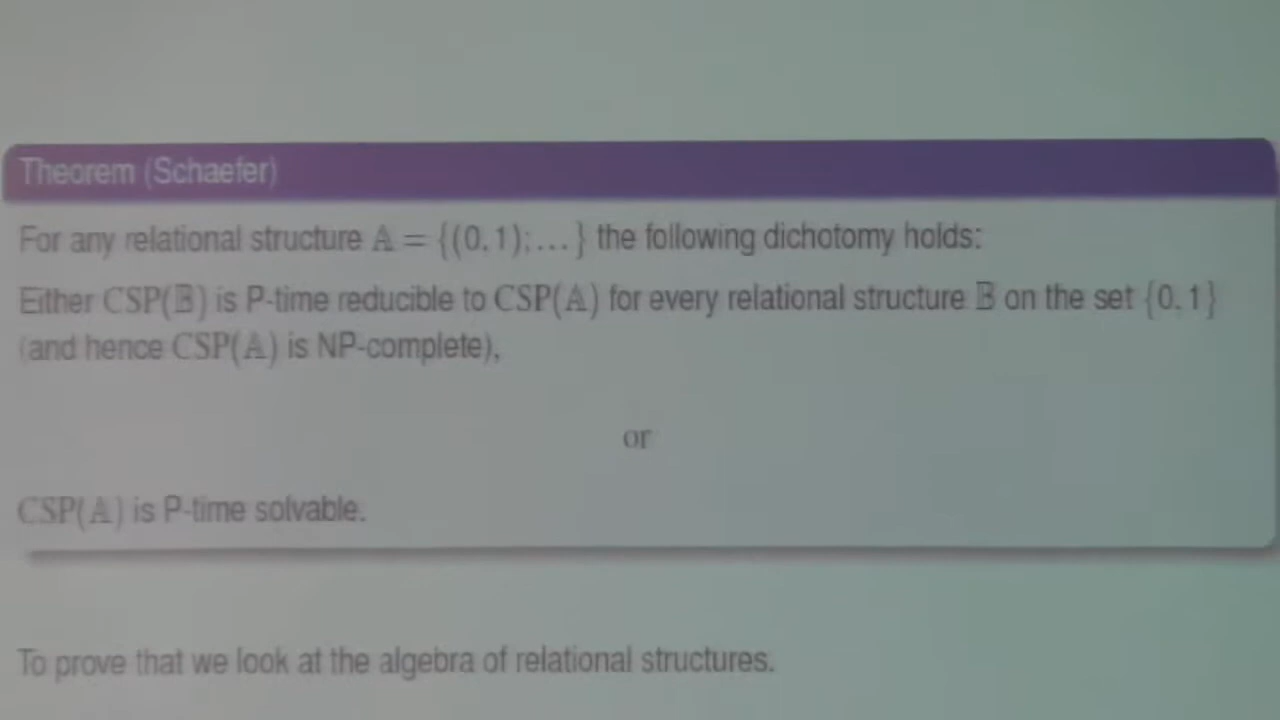 Theorem (Schaefer)
For any relational structure 𝔸 = {(0, 1); … } the following dichotomy holds:
Either CSP(𝔹) is P-time reducible to CSP(𝔸) for every relational structure 𝔹 on the set {0, 1}
(and hence CSP(𝔸) is NP-complete),
or
CSP(𝔸) is P-time solvable.
To prove that we look at the algebra of relational structures.